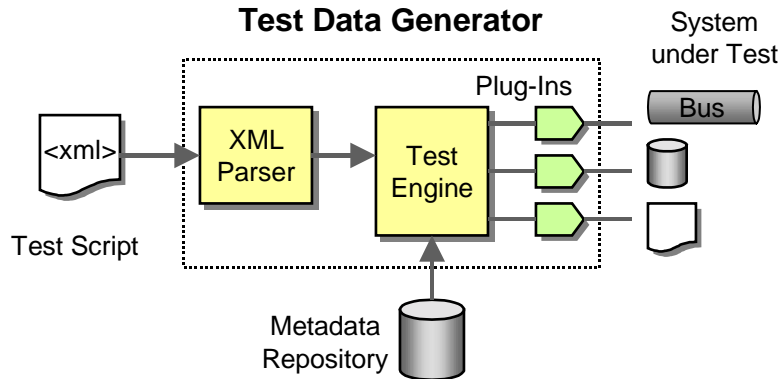 Test Data Generator
System
under Test
Plug-Ins
Bus
<xml>
XML
Parser
Test
Engine
Test Script
Metadata
Repository